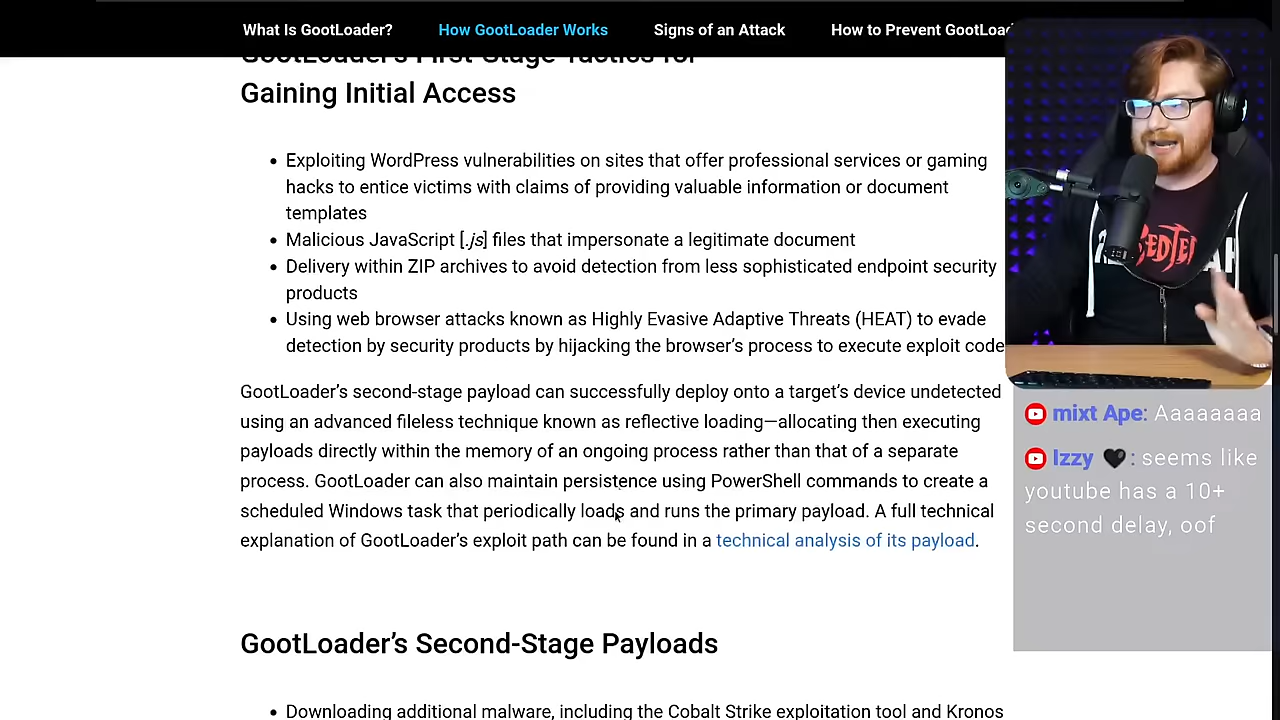 What Is GootLoader?
How GootLoader Works
Signs of an Attack
How to Prevent GootLoad
GootLoader's First-Stage Tactics for
Gaining Initial Access
• Exploiting WordPress vulnerabilities on sites that offer professional services or gaming
hacks to entice victims with claims of providing valuable information or document
templates
• Malicious JavaScript [.js] files that impersonate a legitimate document
• Delivery within ZIP archives to avoid detection from less sophisticated endpoint security
products
• Using web browser attacks known as Highly Evasive Adaptive Threats (HEAT) to evade
detection by security products by hijacking the browser's process to execute exploit code
GootLoader's second-stage payload can successfully deploy onto a target's device undetected
using an advanced fileless technique known as reflective loading—allocating then executing
payloads directly within the memory of an ongoing process rather than that of a separate
process. GootLoader can also maintain persistence using PowerShell commands to create a
scheduled Windows task that periodically loads and runs the primary payload. A full technical
explanation of GootLoader's exploit path can be found in a technical analysis of its payload.
GootLoader's Second-Stage Payloads
• Downloading additional malware, including the Cobalt Strike exploitation tool and Kronos
mixt Ape: Aaaaaaaa
Izzy 🖤: seems like
youtube has a 10+
second delay, oof